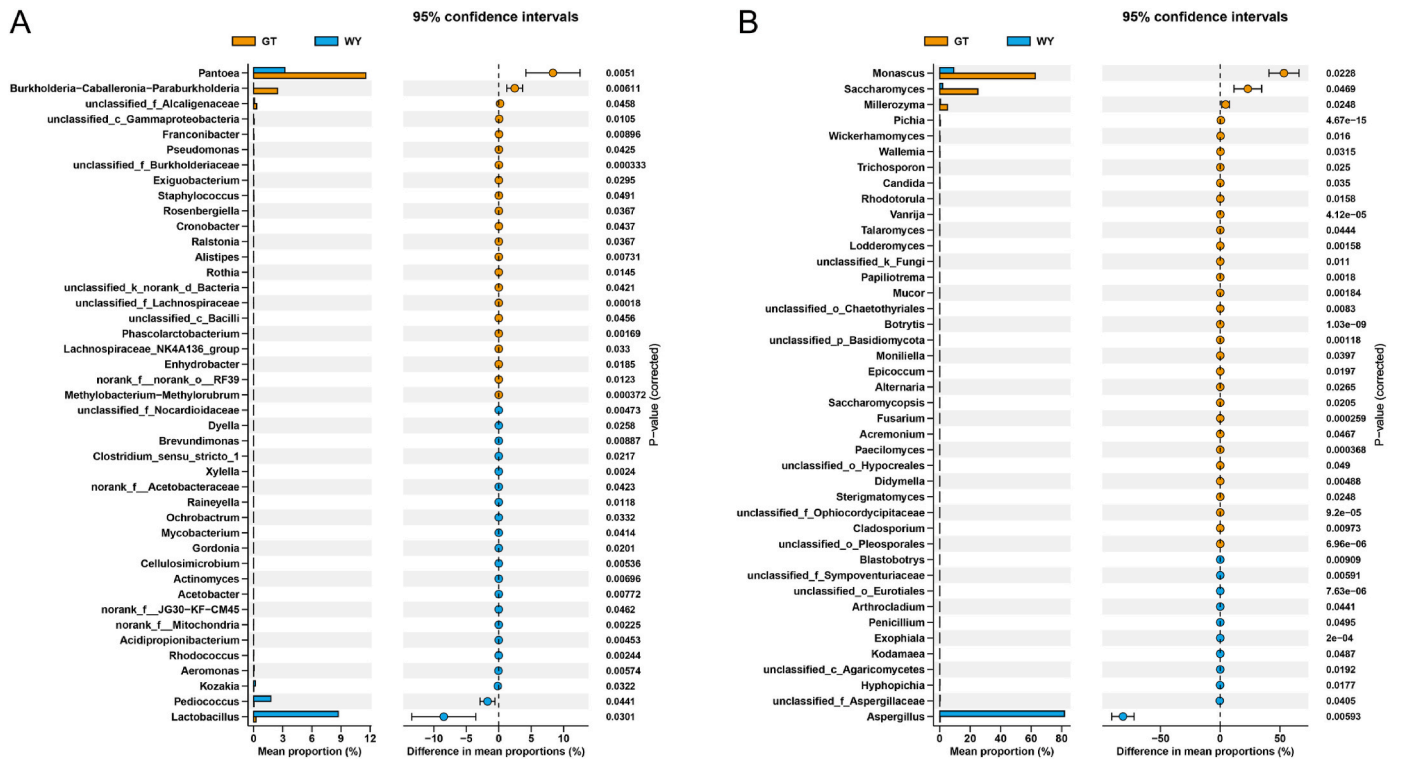 A
95% confidence intervals
GT
WY
Pantoea 0.0051
Burkholderia-Caballeronia-Paraburkholderia 0.00611
unclassified_f_Alcaligenaceae 0.0458
unclassified_c_Gammaproteobacteria 0.0105
Franconibacter 0.00896
Pseudomonas 0.0425
unclassified_f_Burkholderiaceae 0.000333
Exiguobacterium 0.0295
Staphylococcus 0.0491
Rosenbergiella 0.0367
Cronobacter 0.0437
Ralstonia 0.0367
Alistipes 0.00731
Rothia 0.0145
unclassified_k_norank_d_Bacteria 0.0421
unclassified_f_Lachnospiraceae 0.00018
unclassified_c_Bacilli 0.0456
Phascolarctobacterium 0.00169
Lachnospiraceae_NK4A136_group 0.033
Enhydrobacter 0.0185
norank_f__norank_o__RF39 0.0123
Methylobacterium-Methylorubrum 0.000372
unclassified_f_Nocardioidaceae 0.00473
Dyella 0.0258
Brevundimonas 0.00887
Clostridium_sensu_stricto_1 0.0217
Xylella 0.0024
norank_f__Acetobacteraceae 0.0423
Raineyella 0.0118
Ochrobactrum 0.0332
Mycobacterium 0.0414
Gordonia 0.0201
Cellulosimicrobium 0.00536
Actinomyces 0.00696
Acetobacter 0.00772
norank_f__JG30-KF-CM45 0.0462
norank_f__Mitochondria 0.00225
Acidipropionibacterium 0.00453
Rhodococcus 0.00244
Aeromonas 0.00574
Kozakia 0.0322
Pediococcus 0.0441
Lactobacillus 0.0301
0 3 6 9 12
Mean proportion (%)
−10 −5 0 5 10
Difference in mean proportions (%)
P-value (corrected)
B
95% confidence intervals
GT
WY
Monascus 0.0228
Saccharomyces 0.0469
Millerozyma 0.0248
Pichia 4.67e-15
Wickerhamomyces 0.016
Wallemia 0.0315
Trichosporon 0.025
Candida 0.035
Rhodotorula 0.0158
Vanrija 4.12e-05
Talaromyces 0.0444
Lodderomyces 0.00158
unclassified_k_Fungi 0.011
Papiliotrema 0.0018
Mucor 0.00184
unclassified_o_Chaetothyriales 0.0083
Botrytis 1.03e-09
unclassified_p_Basidiomycota 0.00118
Moniliella 0.0397
Epicoccum 0.0197
Alternaria 0.0265
Saccharomycopsis 0.0205
Fusarium 0.000259
Acremonium 0.0467
Paecilomyces 0.000368
unclassified_o_Hypocreales 0.049
Didymella 0.00488
Sterigmatomyces 0.0248
unclassified_f_Ophiocordycipitaceae 9.2e-05
Cladosporium 0.00973
unclassified_o_Pleosporales 6.96e-06
Blastobotrys 0.00909
unclassified_f_Sympoventuriaceae 0.00591
unclassified_o_Eurotiales 7.63e-06
Arthrocladium 0.0441
Penicillium 0.0495
Exophiala 2e-04
Kodamaea 0.0487
unclassified_c_Agaricomycetes 0.0192
Hyphopichia 0.0177
unclassified_f_Aspergillaceae 0.0405
Aspergillus 0.00593
0 20 40 60 80
Mean proportion (%)
−50 0 50
Difference in mean proportions (%)
P-value (corrected)